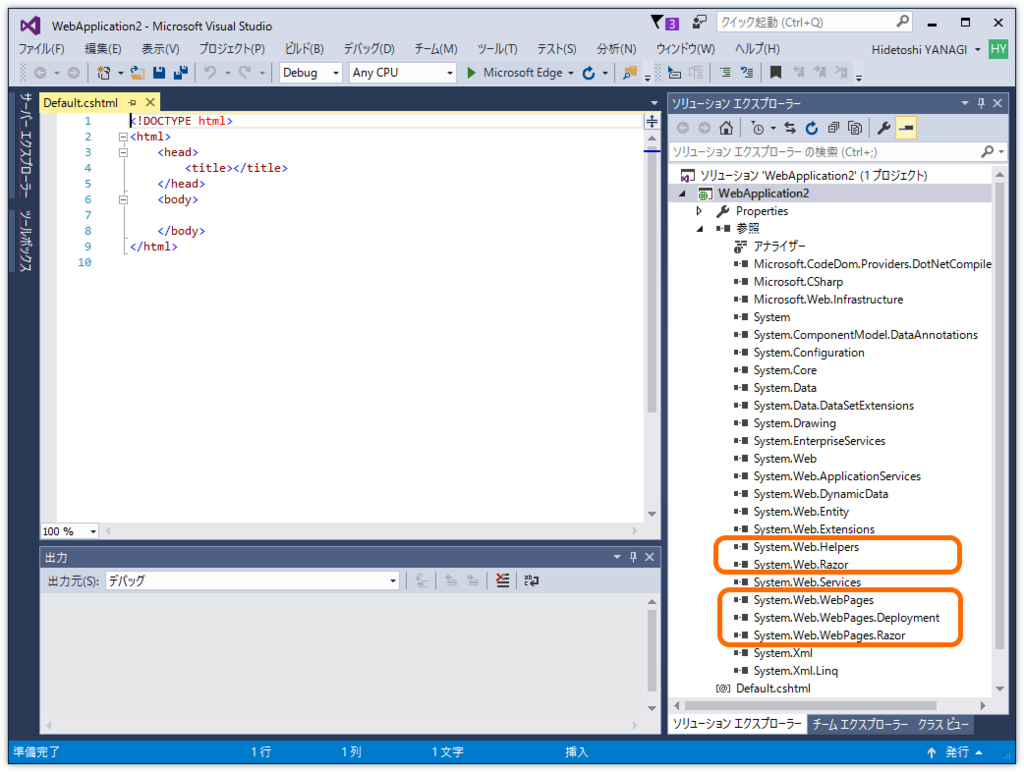 WebApplication2 - Microsoft Visual Studio
3
クイック起動 (Ctrl+Q)
ファイル(F) 編集(E) 表示(V) プロジェクト(P) ビルド(B) デバッグ(D) チーム(M) ツール(T) テスト(S) 分析(N) ウィンドウ(W) ヘルプ(H) Hidetoshi YANAGI HY
Debug Any CPU Microsoft Edge
サーバー エクスプローラー
ツールボックス
Default.cshtml
1 <!DOCTYPE html>
2 <html>
3 <head>
4 <title></title>
5 </head>
6 <body>
7
8 </body>
9 </html>
10
100 %
出力
出力元(S): デバッグ
ソリューション エクスプローラー
ソリューション エクスプローラー の検索 (Ctrl+;)
ソリューション 'WebApplication2' (1 プロジェクト)
WebApplication2
Properties
参照
アナライザー
Microsoft.CodeDom.Providers.DotNetCompile
Microsoft.CSharp
Microsoft.Web.Infrastructure
System
System.ComponentModel.DataAnnotations
System.Configuration
System.Core
System.Data
System.Data.DataSetExtensions
System.Drawing
System.EnterpriseServices
System.Web
System.Web.ApplicationServices
System.Web.DynamicData
System.Web.Entity
System.Web.Extensions
System.Web.Helpers
System.Web.Razor
System.Web.Services
System.Web.WebPages
System.Web.WebPages.Deployment
System.Web.WebPages.Razor
System.Xml
System.Xml.Linq
Default.cshtml
ソリューション エクスプローラー チーム エクスプローラー クラス ビュー
準備完了 1 行 1 列 1 文字 挿入 発行